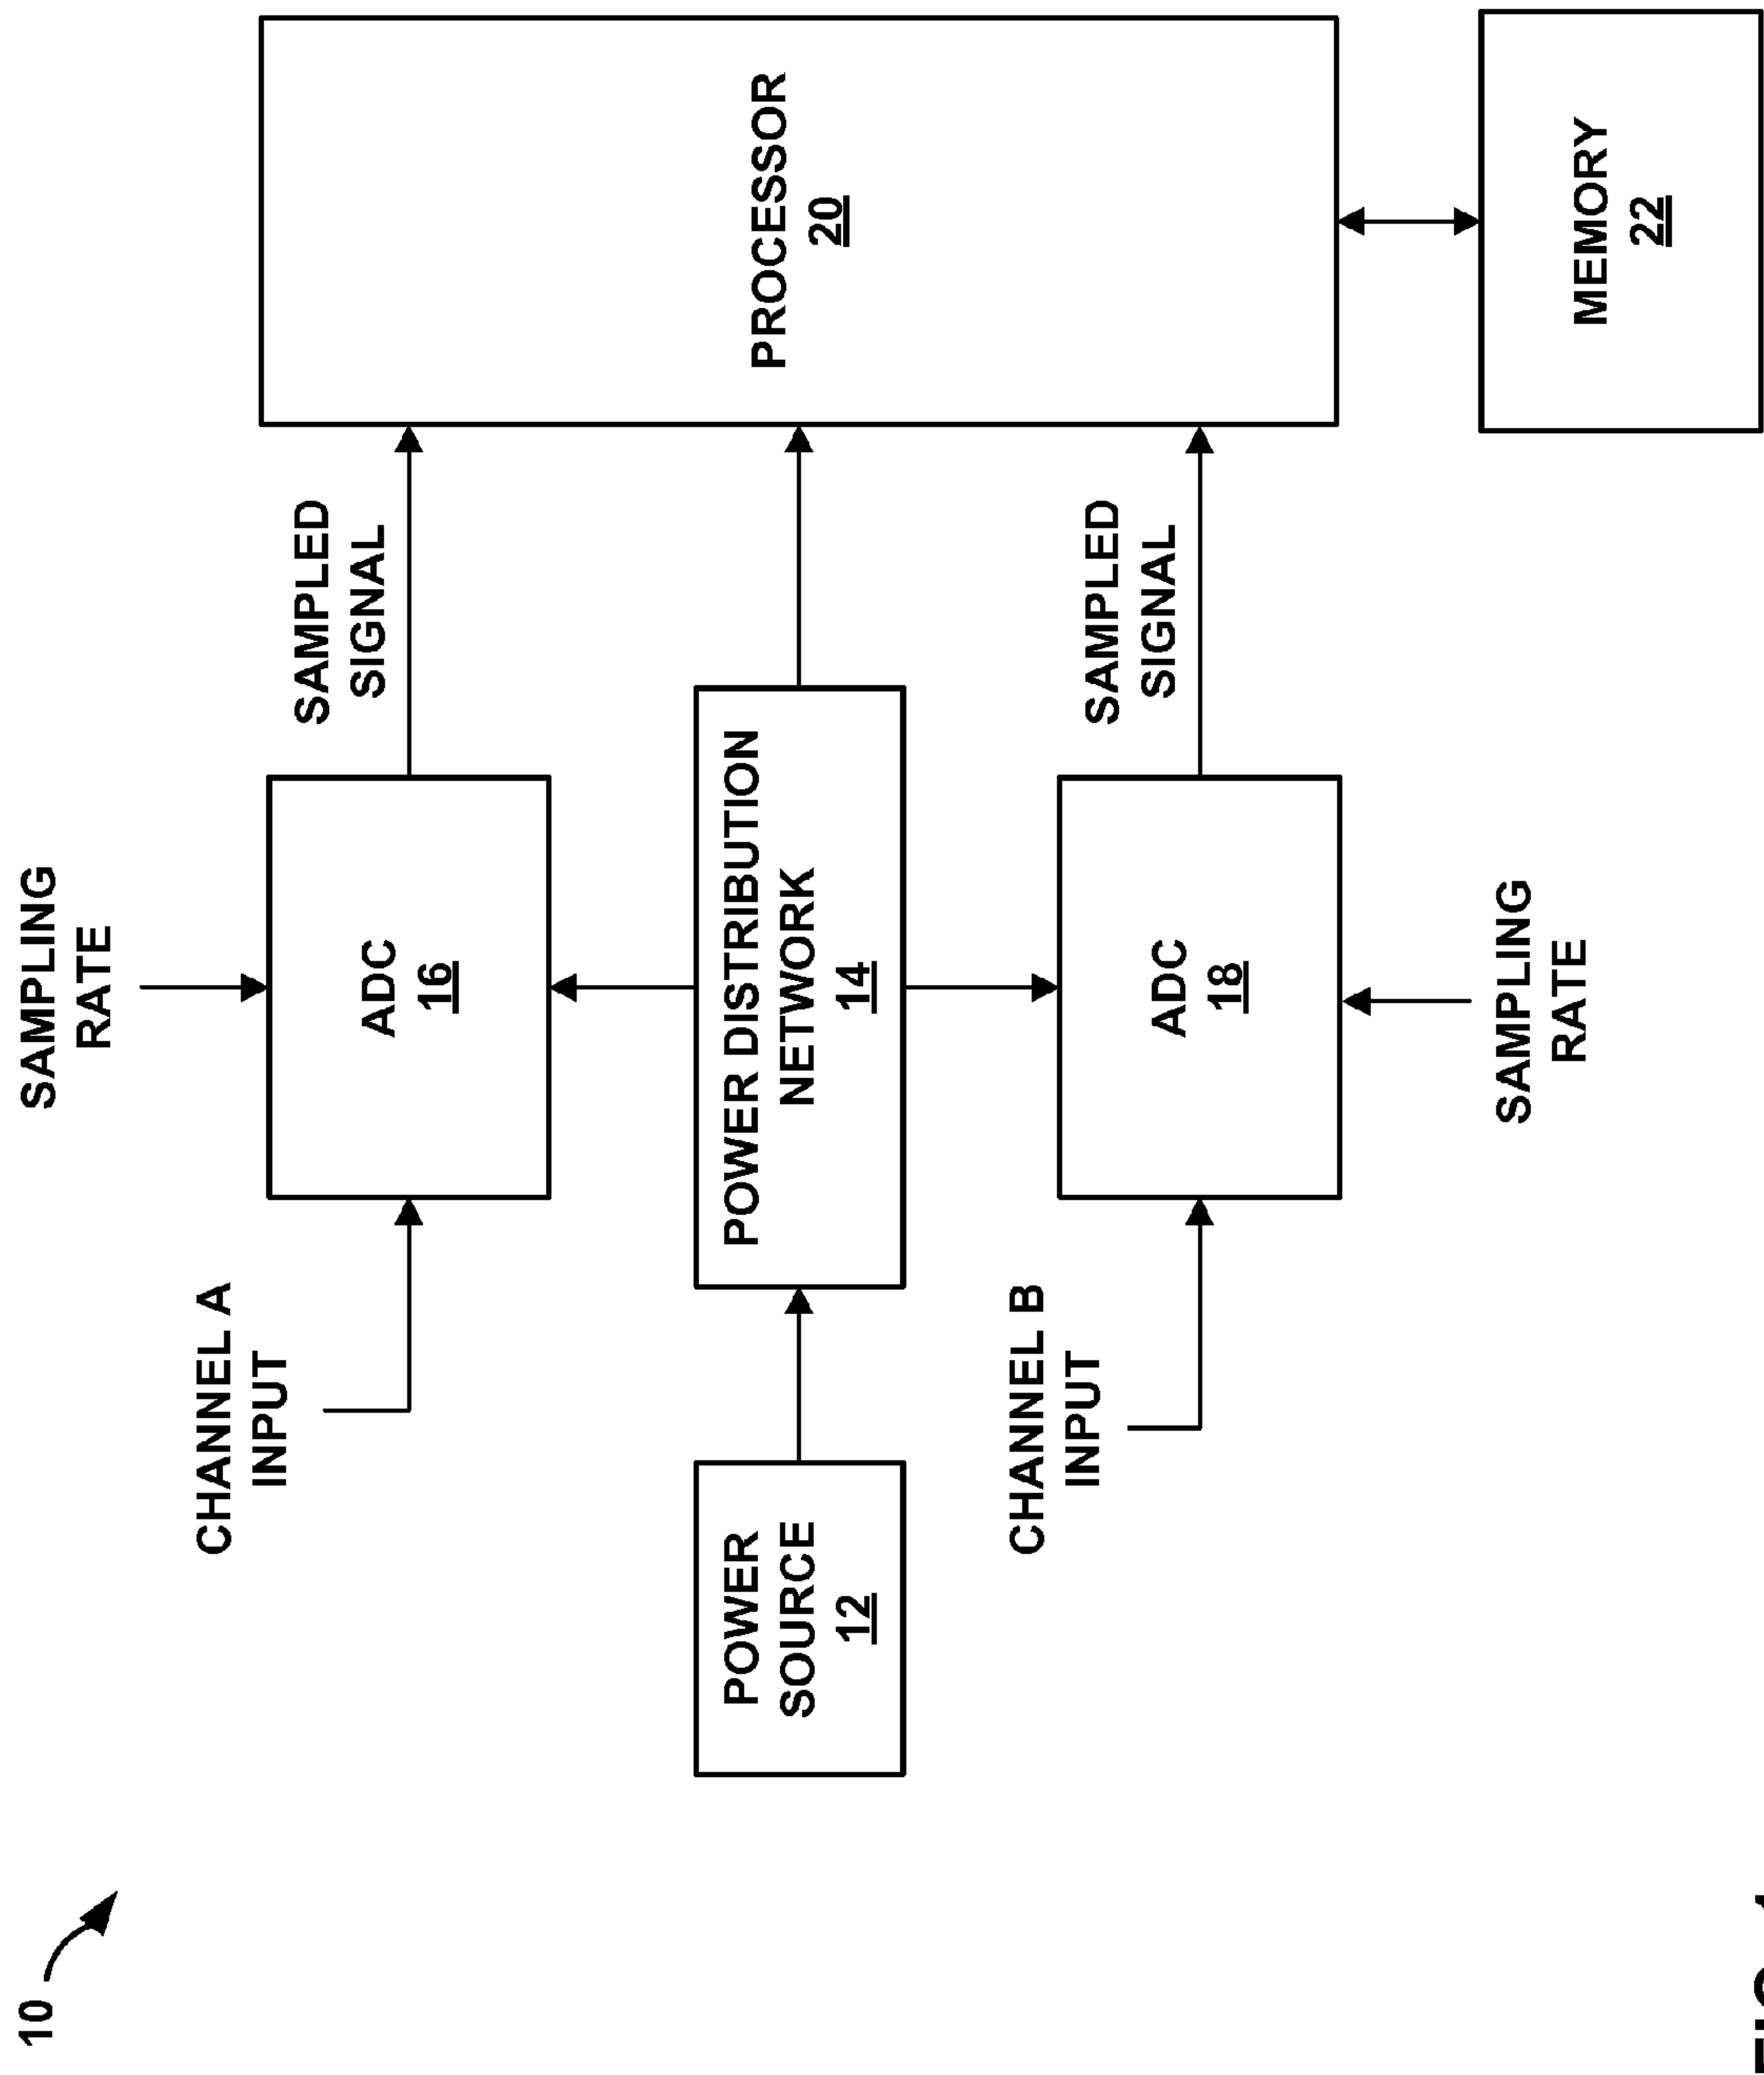 10
SAMPLING
RATE
CHANNEL A
INPUT
ADC
16
SAMPLED
SIGNAL
POWER
SOURCE
12
POWER DISTRIBUTION
NETWORK
14
PROCESSOR
20
CHANNEL B
INPUT
ADC
18
SAMPLED
SIGNAL
SAMPLING
RATE
MEMORY
22